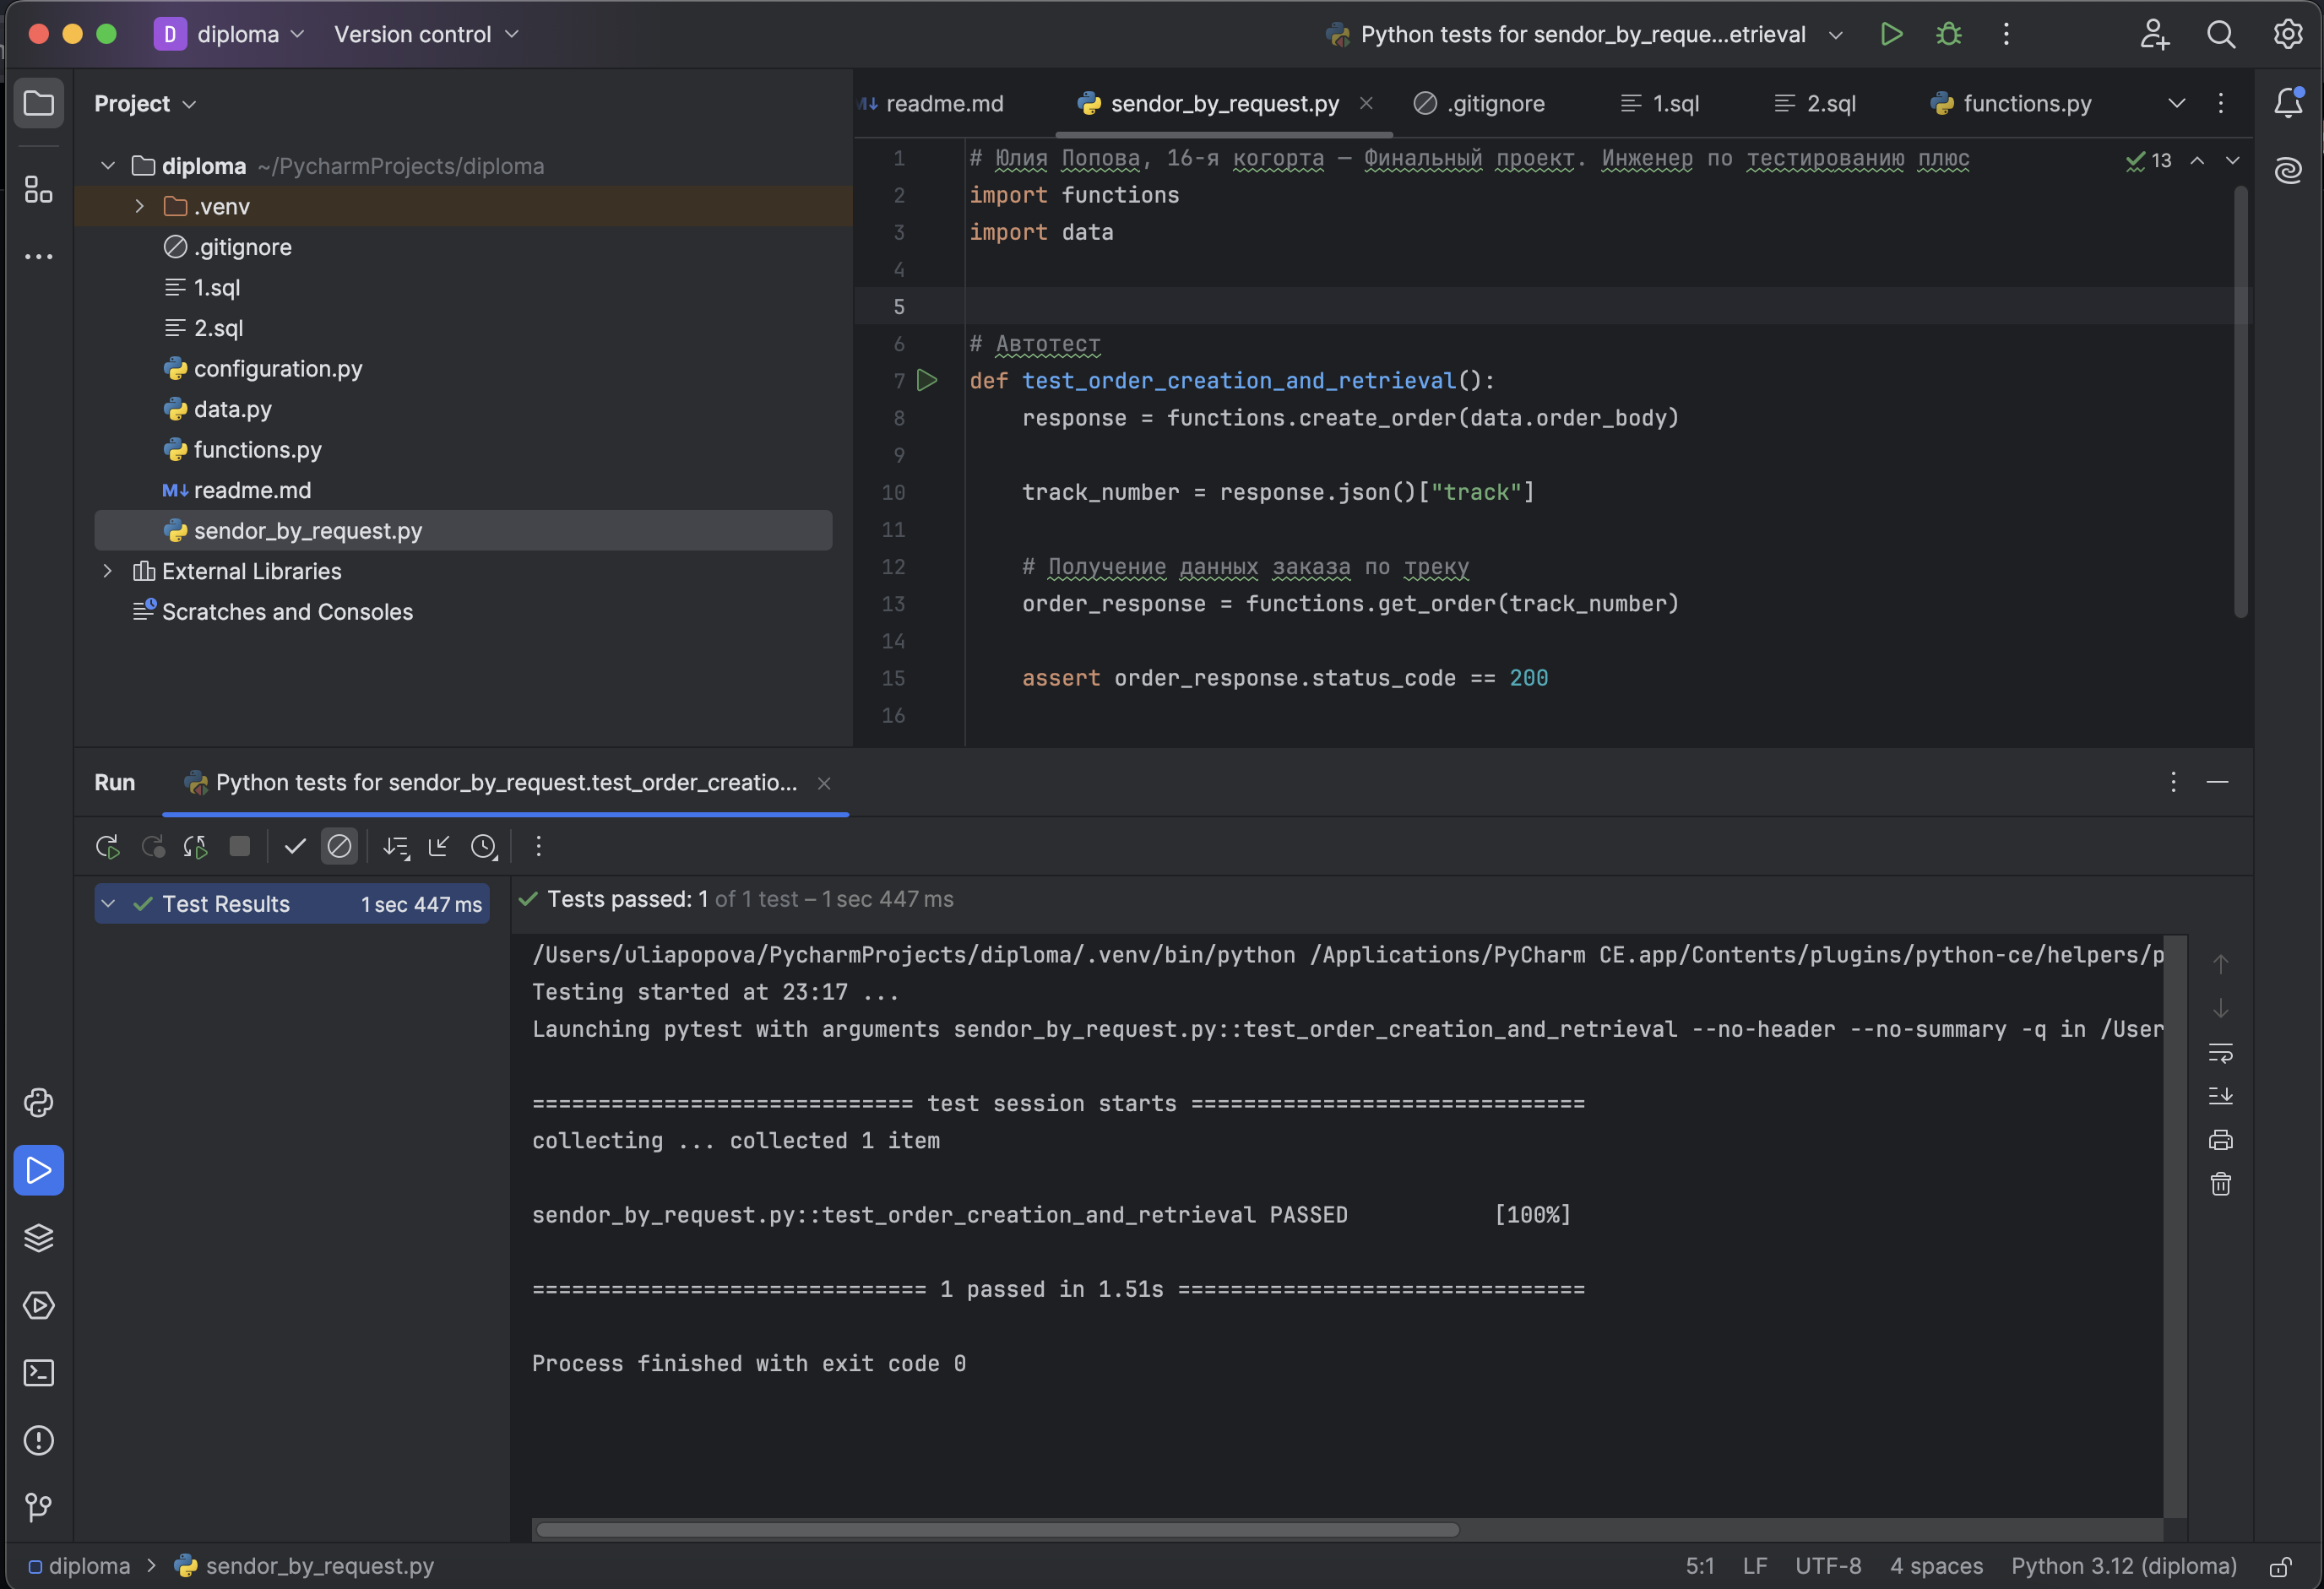 D diploma Version control Python tests for sendor_by_reque...etrieval
Project
diploma ~/PycharmProjects/diploma
.venv
.gitignore
1.sql
2.sql
configuration.py
data.py
functions.py
M↓ readme.md
sendor_by_request.py
External Libraries
Scratches and Consoles
readme.md sendor_by_request.py .gitignore 1.sql 2.sql functions.py
1 # Юлия Попова, 16-я когорта — Финальный проект. Инженер по тестированию плюс
13
2 import functions
3 import data
4
5
6 # Автотест
7 def test_order_creation_and_retrieval():
8 response = functions.create_order(data.order_body)
9
10 track_number = response.json()["track"]
11
12 # Получение данных заказа по треку
13 order_response = functions.get_order(track_number)
14
15 assert order_response.status_code == 200
16
Run Python tests for sendor_by_request.test_order_creatio...
Test Results 1 sec 447 ms
Tests passed: 1 of 1 test – 1 sec 447 ms
/Users/uliapopova/PycharmProjects/diploma/.venv/bin/python /Applications/PyCharm CE.app/Contents/plugins/python-ce/helpers/p
Testing started at 23:17 ...
Launching pytest with arguments sendor_by_request.py::test_order_creation_and_retrieval --no-header --no-summary -q in /User
============================= test session starts ==============================
collecting ... collected 1 item
sendor_by_request.py::test_order_creation_and_retrieval PASSED [100%]
============================== 1 passed in 1.51s ===============================
Process finished with exit code 0
diploma sendor_by_request.py 5:1 LF UTF-8 4 spaces Python 3.12 (diploma)